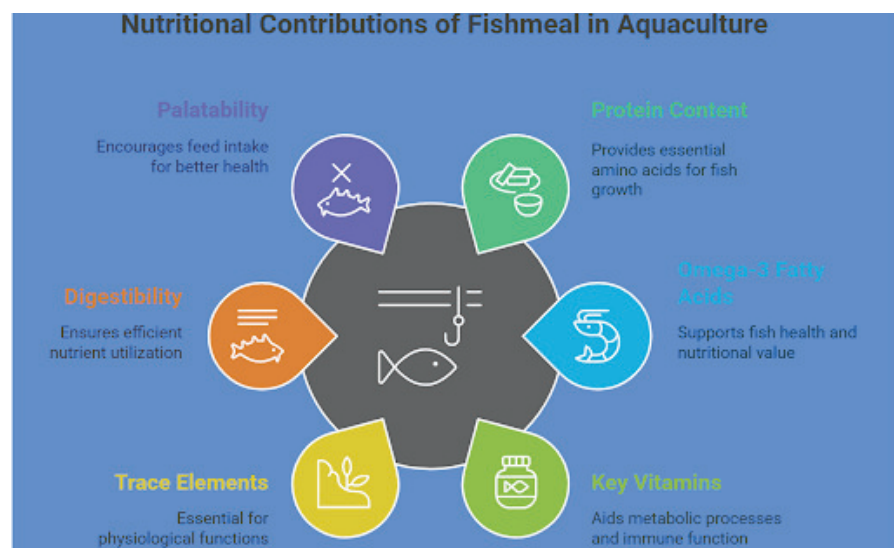 Nutritional Contributions of Fishmeal in Aquaculture
Palatability
Encourages feed intake
for better health
Protein Content
Provides essential
amino acids for fish
growth
Digestibility
Ensures efficient
nutrient utilization
Omega-3 Fatty
Acids
Supports fish health and
nutritional value
Trace Elements
Essential for
physiological functions
Key Vitamins
Aids metabolic processes
and immune function